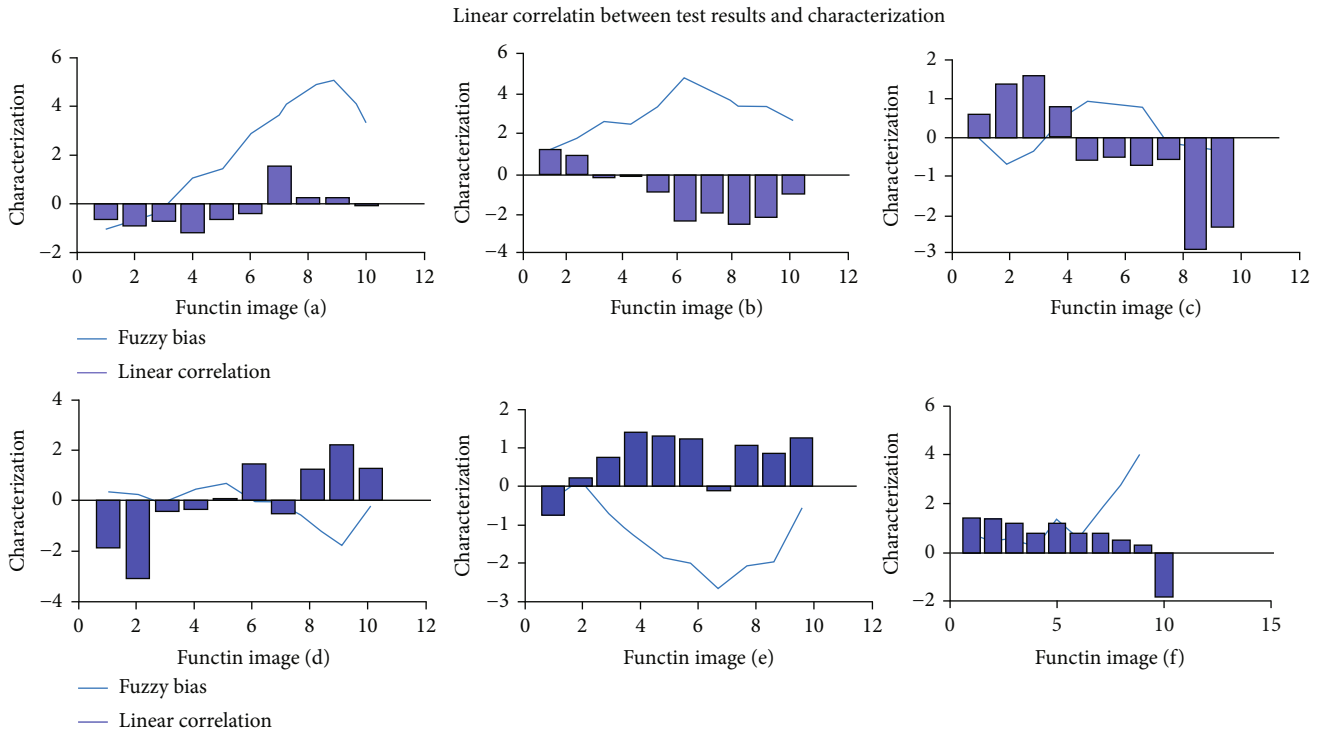 Linear correlatin between test results and characterization
Characterization
6
4
2
0
−2
0 2 4 6 8 10 12
Functin image (a)
Characterization
6
4
2
0
−2
−4
2 4 6 8 10 12
Functin image (b)
Characterization
2
1
0
−1
−2
−3
0 2 4 6 8 10 12
Functin image (c)
Fuzzy bias
Linear correlation
Characterization
4
2
0
−2
−4
0 2 4 6 8 10 12
Functin image (d)
Characterization
2
1
0
−1
−2
−3
0 2 4 6 8 10 12
Functin image (e)
Characterization
6
4
2
0
−2
0 5 10 15
Functin image (f)
Fuzzy bias
Linear correlation